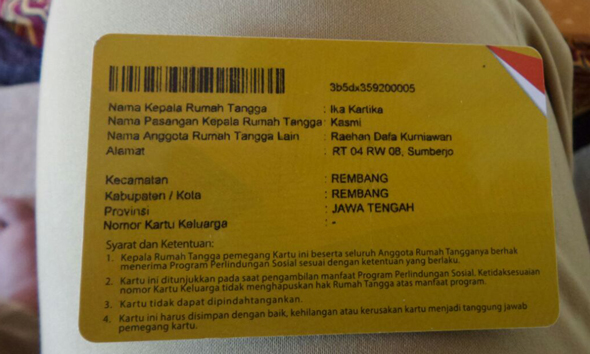 3b5dx359200005
Nama Kepala Rumah Tangga : Ika Kartika
Nama Pasangan Kepala Rumah Tangga : Kasmi
Nama Anggota Rumah Tangga Lain : Raehan Dafa Kurniawan
Alamat : RT 04 RW 08, Sumberjo
Kecamatan : REMBANG
Kabupaten / Kota : REMBANG
Provinsi : JAWA TENGAH
Nomor Kartu Keluarga : -
Syarat dan Ketentuan:
1. Kepala Rumah Tangga pemegang Kartu ini beserta seluruh Anggota Rumah Tangganya berhak
menerima Program Perlindungan Sosial sesuai dengan ketentuan yang berlaku.
2. Kartu ini ditunjukkan pada saat pengambilan manfaat Program Perlindungan Sosial. Ketidaksesuaian
nomor Kartu Keluarga tidak menghapuskan hak Rumah Tangga atas manfaat program.
3. Kartu tidak dapat dipindahtangankan.
4. Kartu ini harus disimpan dengan baik, kehilangan atau kerusakan kartu menjadi tanggung jawab
pemegang kartu.